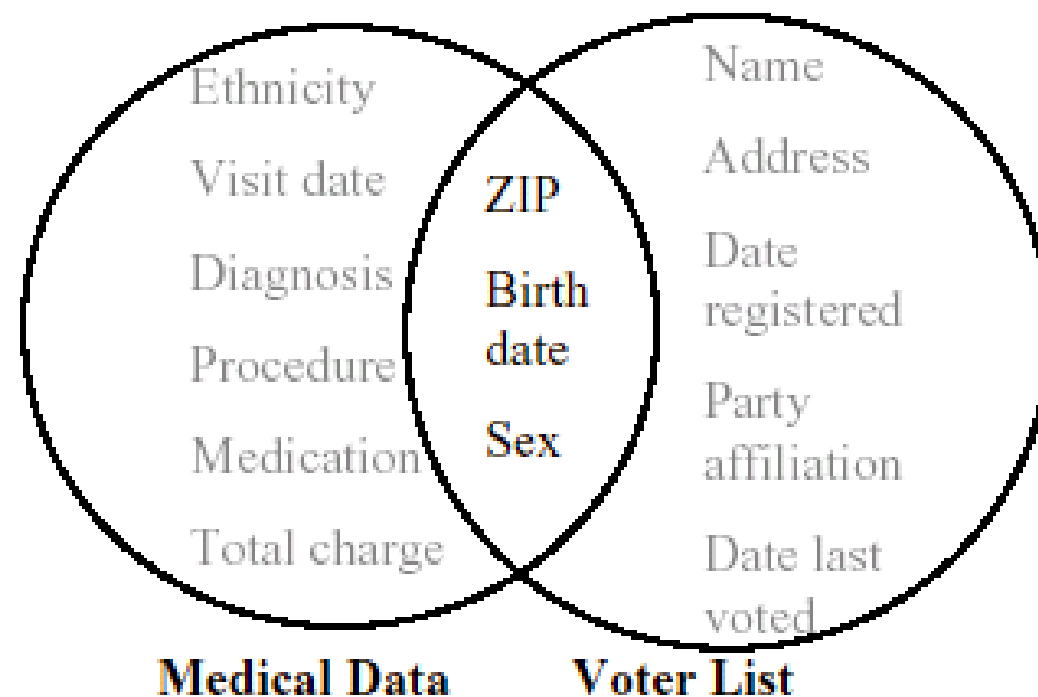 Ethnicity
Visit date
Diagnosis
Procedure
Medication
Total charge
ZIP
Birth
date
Sex
Name
Address
Date
registered
Party
affiliation
Date last
voted
Medical Data
Voter List